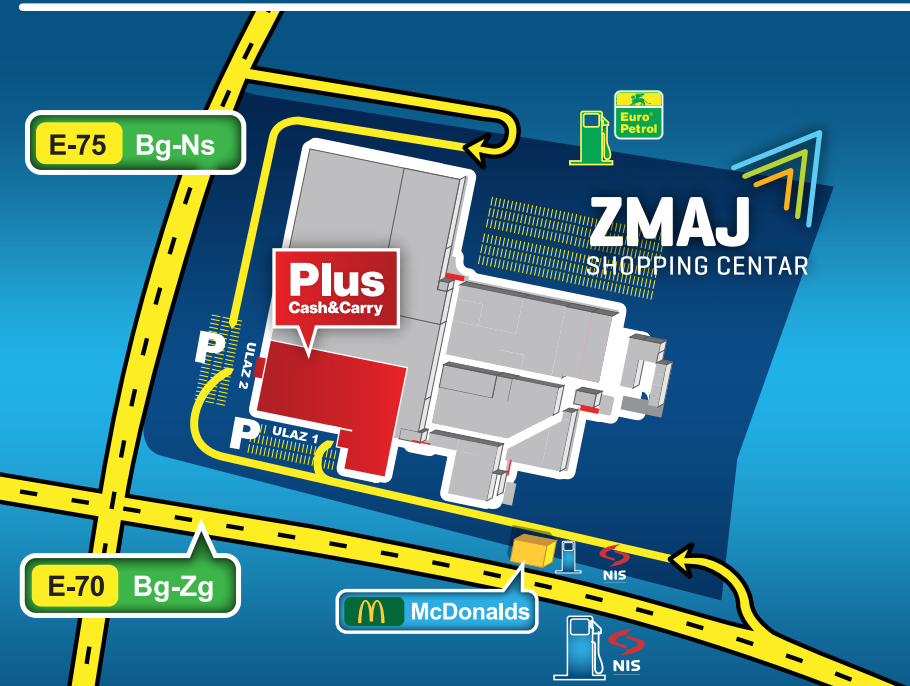 Euro
Petrol
E-75 Bg-Ns
ZMAJ
SHOPPING CENTAR
Plus
Cash&Carry
P
ULAZ 2
P
ULAZ 1
E-70 Bg-Zg
NIS
McDonalds
NIS